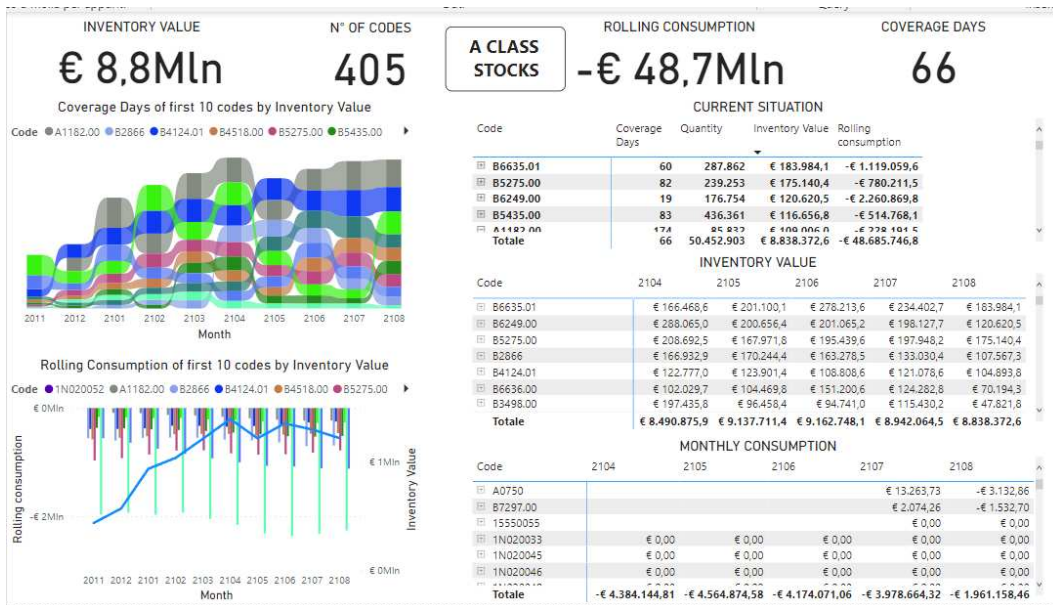 INVENTORY VALUE
€ 8,8Mln
N° OF CODES
405
A CLASS
STOCKS
ROLLING CONSUMPTION
-€ 48,7Mln
COVERAGE DAYS
66
Coverage Days of first 10 codes by Inventory Value
Code A1182.00 B2866 B4124.01 B4518.00 B5275.00 B5435.00
2011 2012 2101 2102 2103 2104 2105 2106 2107 2108
Month
Rolling Consumption of first 10 codes by Inventory Value
Code 1N020052 A1182.00 B2866 B4124.01 B4518.00 B5275.00
€ 0Mln
-€ 2Mln
Rolling consumption
€ 1Mln
€ 0Mln
Inventory Value
2011 2012 2101 2102 2103 2104 2105 2106 2107 2108
Month
CURRENT SITUATION
Code Coverage Days Quantity Inventory Value Rolling consumption
B6635.01 60 287.862 € 183.984,1 -€ 1.119.059,6
B5275.00 82 239.253 € 175.140,4 -€ 780.211,5
B6249.00 19 176.754 € 120.620,5 -€ 2.260.869,8
B5435.00 83 436.361 € 116.656,8 -€ 514.768,1
A1182.00 174 85.832 € 109.006,0 -€ 228.191,5
Totale 66 50.452.903 € 8.838.372,6 -€ 48.685.746,8
INVENTORY VALUE
Code 2104 2105 2106 2107 2108
B6635.01 € 166.468,6 € 201.100,1 € 278.213,6 € 234.402,7 € 183.984,1
B6249.00 € 288.065,0 € 200.656,4 € 201.065,2 € 198.127,7 € 120.620,5
B5275.00 € 208.692,5 € 167.971,8 € 195.439,6 € 197.948,2 € 175.140,4
B2866 € 166.932,9 € 170.244,4 € 163.278,5 € 133.030,4 € 107.567,3
B4124.01 € 122.777,0 € 123.901,4 € 108.808,6 € 121.078,6 € 104.893,8
B6636.00 € 102.029,7 € 104.469,8 € 151.200,6 € 124.282,8 € 70.194,3
B3498.00 € 197.435,8 € 96.458,4 € 94.741,0 € 115.430,2 € 47.821,8
Totale € 8.490.875,9 € 9.137.711,4 € 9.162.748,1 € 8.942.064,5 € 8.838.372,6
MONTHLY CONSUMPTION
Code 2104 2105 2106 2107 2108
A0750 € 13.263,73 -€ 3.132,86
B7297.00 € 2.074,26 -€ 1.532,70
15550055 € 0,00 € 0,00
1N020033 € 0,00 € 0,00 € 0,00 € 0,00 € 0,00
1N020045 € 0,00 € 0,00 € 0,00 € 0,00 € 0,00
1N020046 € 0,00 € 0,00 € 0,00 € 0,00 € 0,00
Totale -€ 4.384.144,81 -€ 4.564.874,58 -€ 4.174.071,06 -€ 3.978.664,32 -€ 1.961.158,46